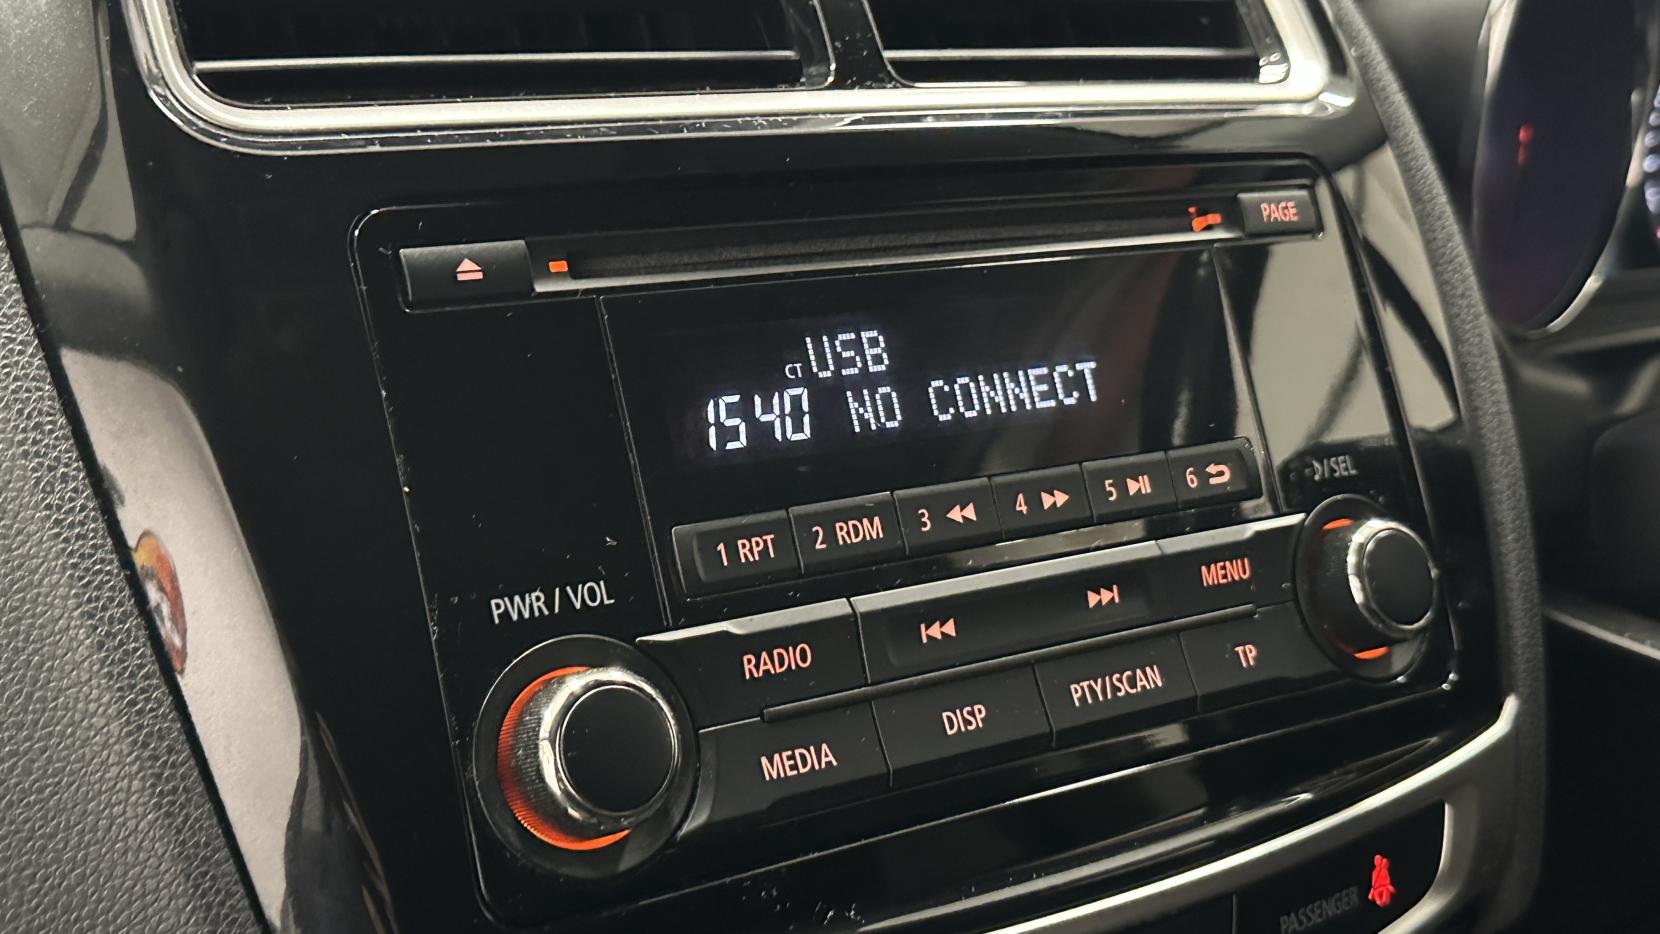 PAGE
CT USB
1540 NO CONNECT
1 RPT 2 RDM 3 4 5 6
/SEL
PWR / VOL
RADIO MENU
MEDIA DISP PTY/SCAN TP
PASSENGER